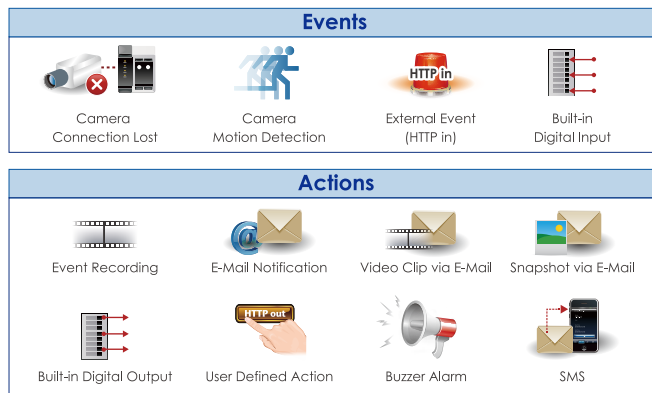 Events
HTTP in
Camera
Connection Lost
Camera
Motion Detection
External Event
(HTTP in)
Built-in
Digital Input
Actions
Event Recording
E-Mail Notification
Video Clip via E-Mail
Snapshot via E-Mail
HTTP out
Built-in Digital Output
User Defined Action
Buzzer Alarm
SMS